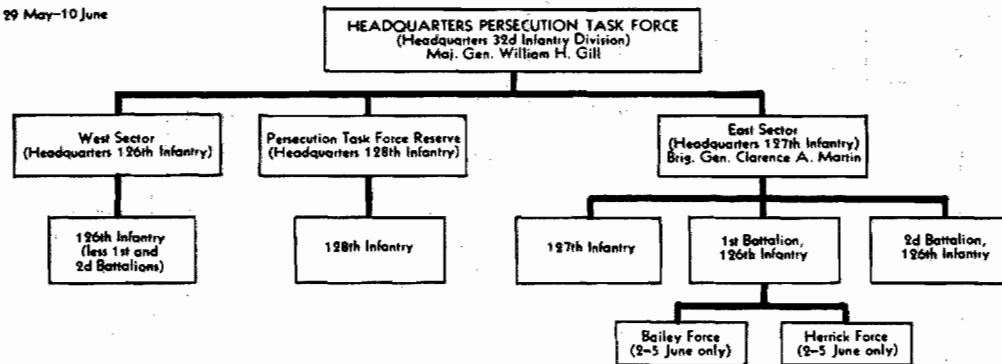 29 May–10 June
HEADQUARTERS PERSECUTION TASK FORCE
(Headquarters 32d Infantry Division)
Maj. Gen. William H. Gill
West Sector
(Headquarters 126th Infantry)
Persecution Task Force Reserve
(Headquarters 128th Infantry)
East Sector
(Headquarters 127th Infantry)
Brig. Gen. Clarence A. Martin
126th Infantry
(less 1st and
2d Battalions)
128th Infantry
127th Infantry
1st Battalion,
126th Infantry
2d Battalion,
126th Infantry
Bailey Force
(2–5 June only)
Herrick Force
(2–5 June only)